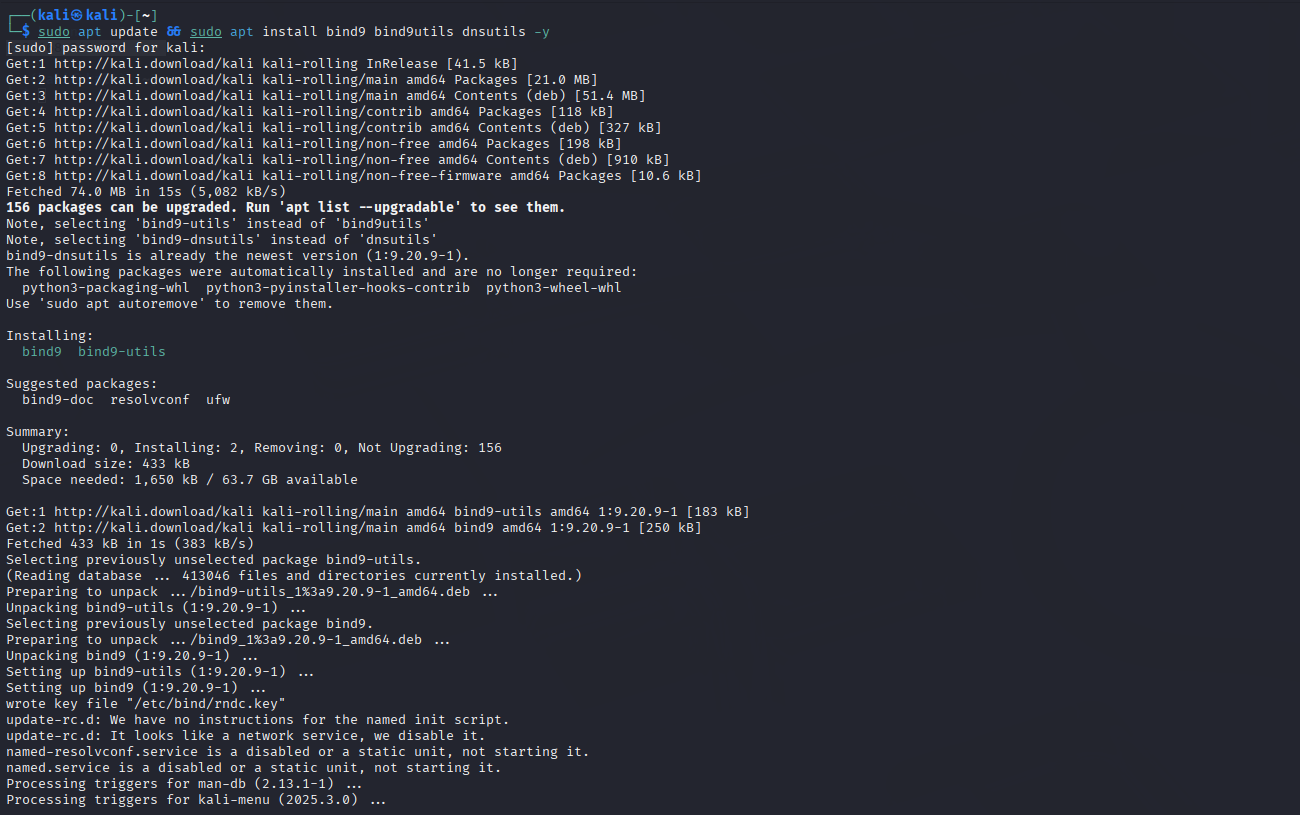 ┌──(kali㉿kali)-[~]
└─$ sudo apt update && sudo apt install bind9 bind9utils dnsutils -y
[sudo] password for kali:
Get:1 http://kali.download/kali kali-rolling InRelease [41.5 kB]
Get:2 http://kali.download/kali kali-rolling/main amd64 Packages [21.0 MB]
Get:3 http://kali.download/kali kali-rolling/main amd64 Contents (deb) [51.4 MB]
Get:4 http://kali.download/kali kali-rolling/contrib amd64 Packages [118 kB]
Get:5 http://kali.download/kali kali-rolling/contrib amd64 Contents (deb) [327 kB]
Get:6 http://kali.download/kali kali-rolling/non-free amd64 Packages [198 kB]
Get:7 http://kali.download/kali kali-rolling/non-free amd64 Contents (deb) [910 kB]
Get:8 http://kali.download/kali kali-rolling/non-free-firmware amd64 Packages [10.6 kB]
Fetched 74.0 MB in 15s (5,082 kB/s)
156 packages can be upgraded. Run 'apt list --upgradable' to see them.
Note, selecting 'bind9-utils' instead of 'bind9utils'
Note, selecting 'bind9-dnsutils' instead of 'dnsutils'
bind9-dnsutils is already the newest version (1:9.20.9-1).
The following packages were automatically installed and are no longer required:
  python3-packaging-whl  python3-pyinstaller-hooks-contrib  python3-wheel-whl
Use 'sudo apt autoremove' to remove them.

Installing:
  bind9  bind9-utils

Suggested packages:
  bind9-doc  resolvconf  ufw

Summary:
  Upgrading: 0, Installing: 2, Removing: 0, Not Upgrading: 156
  Download size: 433 kB
  Space needed: 1,650 kB / 63.7 GB available

Get:1 http://kali.download/kali kali-rolling/main amd64 bind9-utils amd64 1:9.20.9-1 [183 kB]
Get:2 http://kali.download/kali kali-rolling/main amd64 bind9 amd64 1:9.20.9-1 [250 kB]
Fetched 433 kB in 1s (383 kB/s)
Selecting previously unselected package bind9-utils.
(Reading database ... 413046 files and directories currently installed.)
Preparing to unpack .../bind9-utils_1%3a9.20.9-1_amd64.deb ...
Unpacking bind9-utils (1:9.20.9-1) ...
Selecting previously unselected package bind9.
Preparing to unpack .../bind9_1%3a9.20.9-1_amd64.deb ...
Unpacking bind9 (1:9.20.9-1) ...
Setting up bind9-utils (1:9.20.9-1) ...
Setting up bind9 (1:9.20.9-1) ...
wrote key file "/etc/bind/rndc.key"
update-rc.d: We have no instructions for the named init script.
update-rc.d: It looks like a network service, we disable it.
named-resolvconf.service is a disabled or a static unit, not starting it.
named.service is a disabled or a static unit, not starting it.
Processing triggers for man-db (2.13.1-1) ...
Processing triggers for kali-menu (2025.3.0) ...